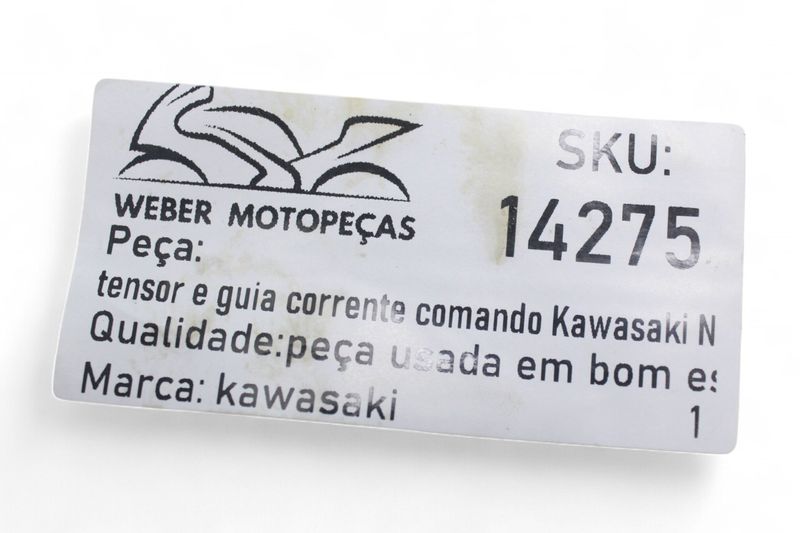 WEBER MOTOPEÇAS
SKU:
14275
Peça:
tensor e guia corrente comando Kawasaki N
Qualidade:peça usada em bom es
Marca: kawasaki
1